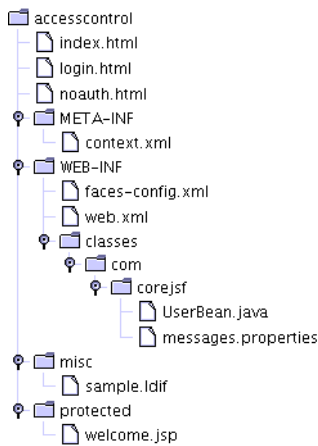 accesscontrol
index.html
login.html
noauth.html
META-INF
context.xml
WEB-INF
faces-config.xml
web.xml
classes
com
corejsf
UserBean.java
messages.properties
misc
sample.ldif
protected
welcome.jsp